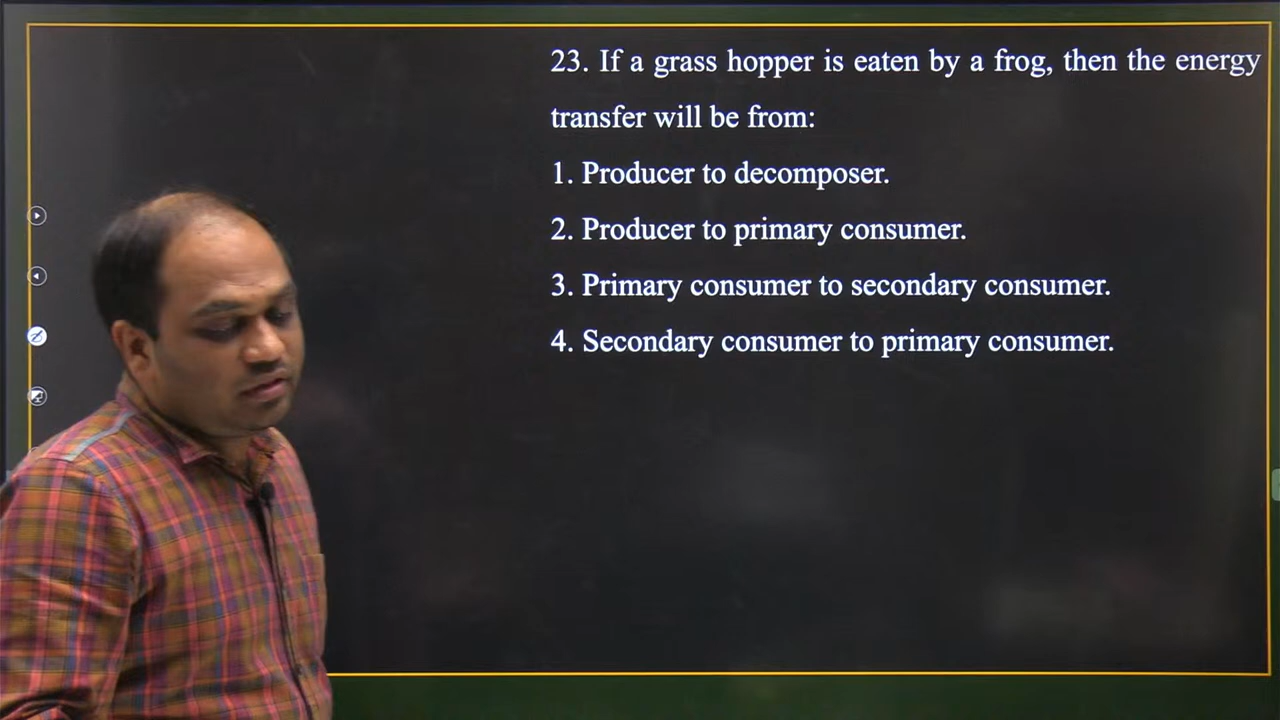 23. If a grass hopper is eaten by a frog, then the energy
transfer will be from:
1. Producer to decomposer.
2. Producer to primary consumer.
3. Primary consumer to secondary consumer.
4. Secondary consumer to primary consumer.